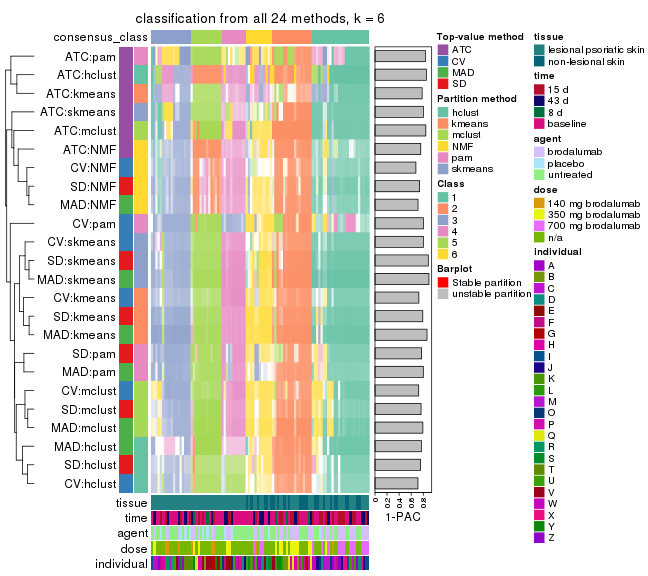 classification from all 24 methods, k = 6
consensus_class
ATC:pam
ATC:hclust
ATC:kmeans
ATC:skmeans
ATC:mclust
ATC:NMF
CV:NMF
SD:NMF
MAD:NMF
CV:pam
CV:skmeans
SD:skmeans
MAD:skmeans
CV:kmeans
SD:kmeans
MAD:kmeans
SD:pam
MAD:pam
CV:mclust
SD:mclust
MAD:mclust
MAD:hclust
SD:hclust
CV:hclust
tissue
time
agent
dose
individual
0
0.2
0.4
0.6
0.8
1-PAC
Top-value method
ATC
CV
MAD
SD
Partition method
hclust
kmeans
mclust
NMF
pam
skmeans
Class
1
2
3
4
5
6
Barplot
Stable partition
unstable partition
tissue
lesional psoriatic skin
non-lesional skin
time
15 d
43 d
8 d
baseline
agent
brodalumab
placebo
untreated
dose
140 mg brodalumab
350 mg brodalumab
700 mg brodalumab
n/a
individual
A
B
C
D
E
F
G
H
I
J
K
L
M
O
P
Q
R
S
T
U
V
W
X
Y
Z